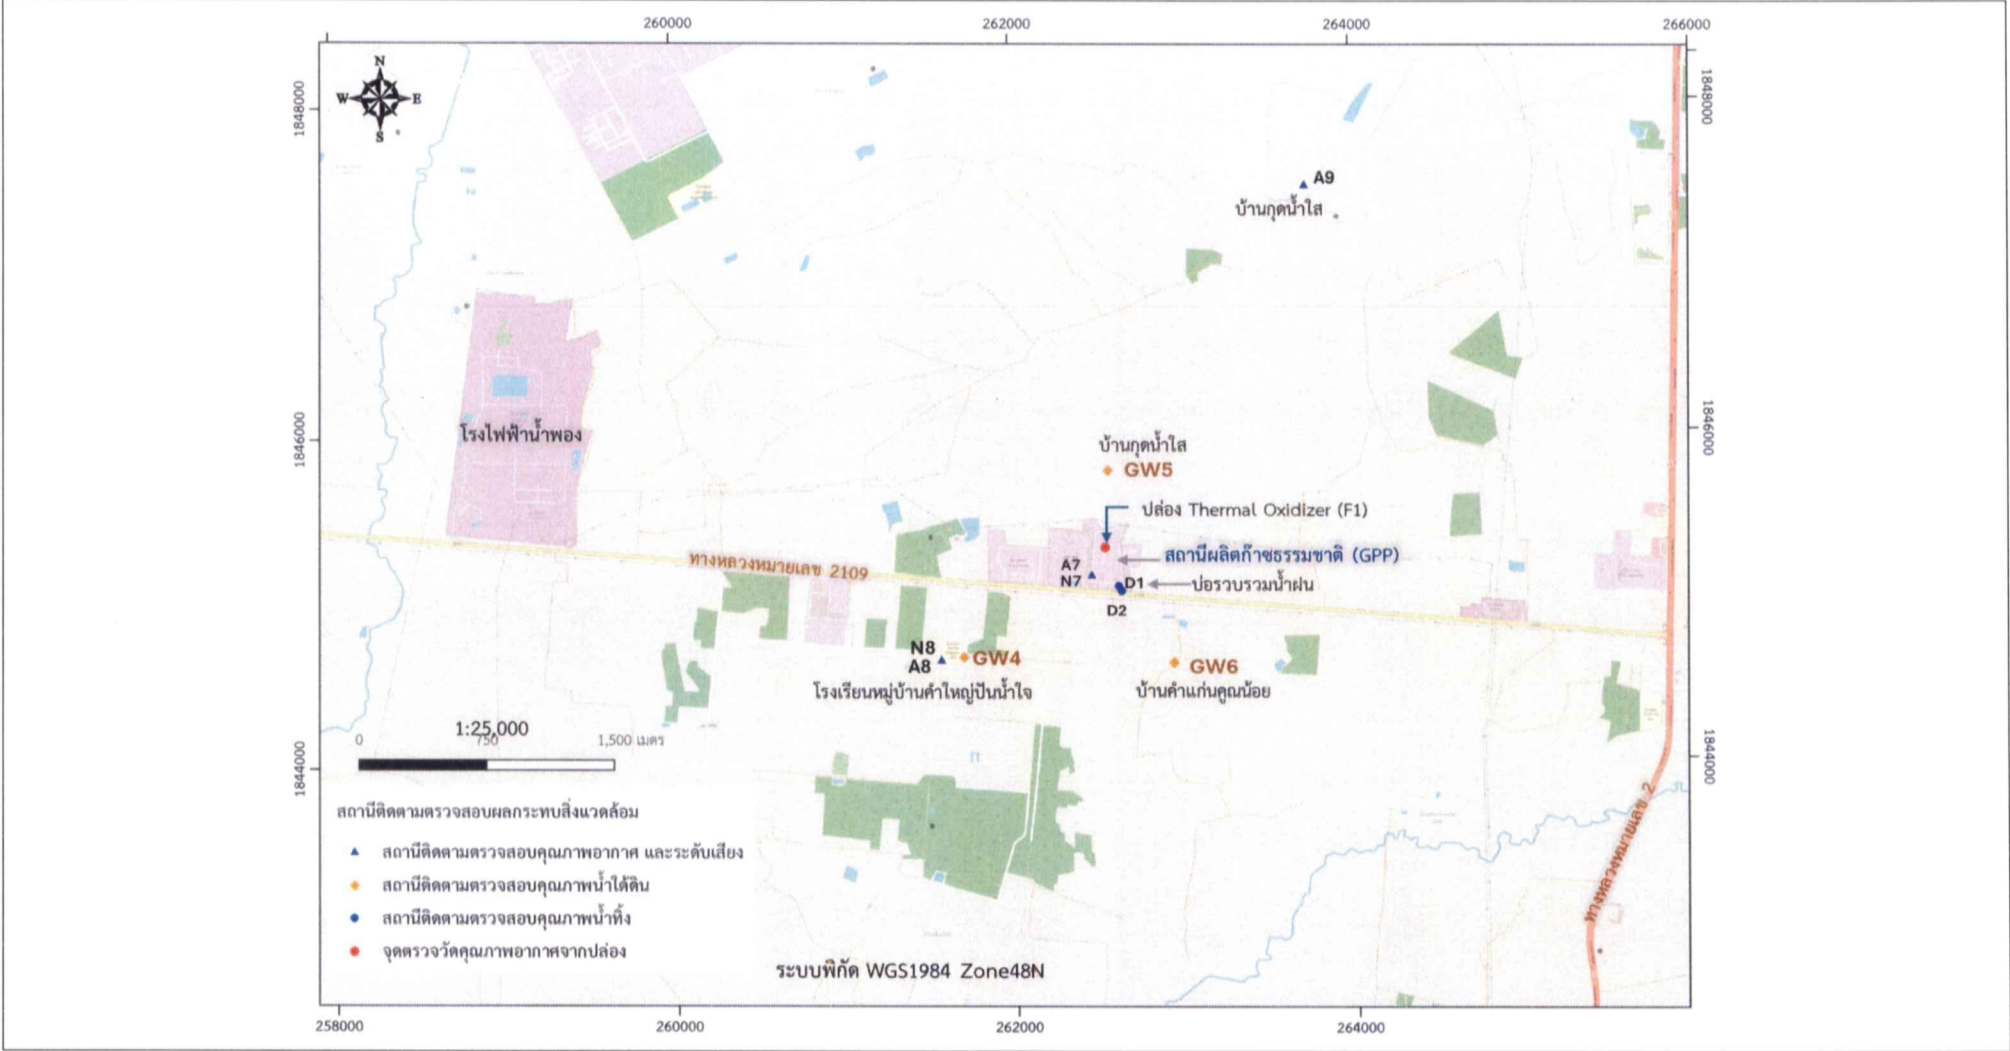 260000 262000 264000 266000
N
W E
S
1848000
1848000
A9
บ้านกุดน้ำใส
โรงไฟฟ้าน้ำพอง
1846000
1846000
บ้านกุดน้ำใส
GW5
ปล่อง Thermal Oxidizer (F1)
ทางหลวงหมายเลข 2109
สถานีผลิตก๊าซธรรมชาติ (GPP)
A7
N7
D1
บ่อรวบรวมน้ำฝน
D2
N8
A8
GW4
GW6
โรงเรียนหมู่บ้านคำใหญ่ปันน้ำใจ
บ้านคำแก่นคูณน้อย
1:25,000
0 750 1,500 เมตร
1844000
1844000
ทางหลวงหมายเลข 2
สถานีติดตามตรวจสอบผลกระทบสิ่งแวดล้อม
สถานีติดตามตรวจสอบคุณภาพอากาศ และระดับเสียง
สถานีติดตามตรวจสอบคุณภาพน้ำใต้ดิน
สถานีติดตามตรวจสอบคุณภาพน้ำทิ้ง
จุดตรวจวัดคุณภาพอากาศจากปล่อง
ระบบพิกัด WGS1984 Zone48N
258000 260000 262000 264000